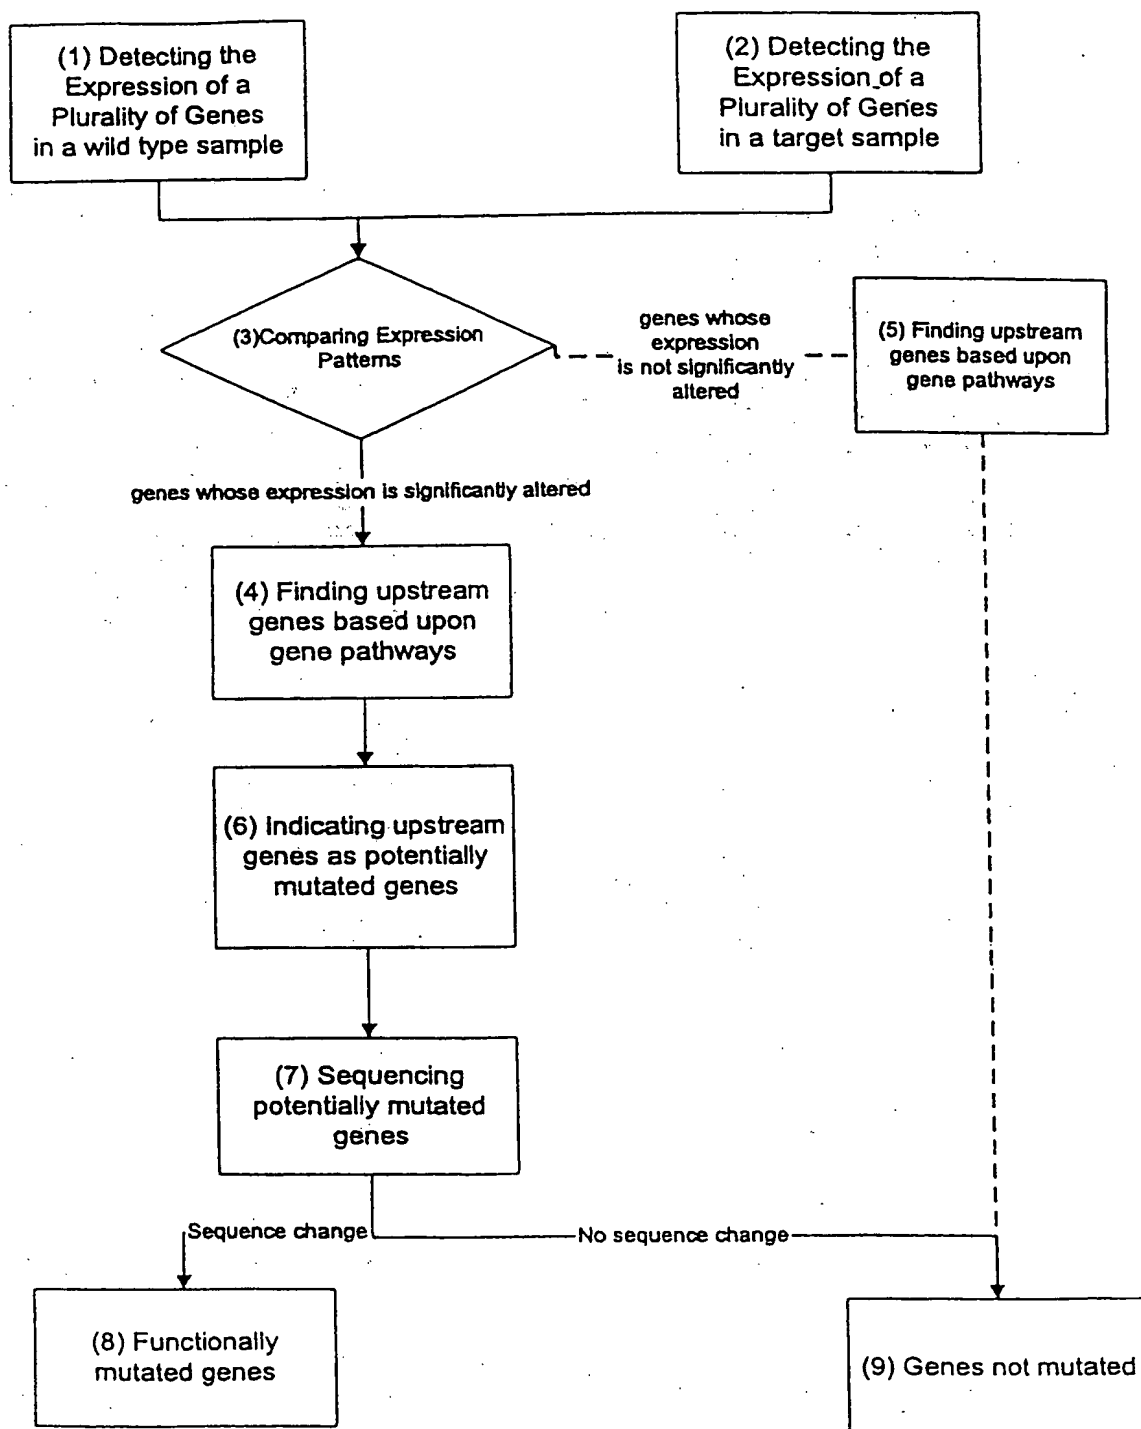 (1) Detecting the
Expression of a
Plurality of Genes
in a wild type sample
(2) Detecting the
Expression of a
Plurality of Genes
in a target sample
(3)Comparing Expression
Patterns
genes whose
expression
is not significantly
altered
(5) Finding upstream
genes based upon
gene pathways
genes whose expression is significantly altered
(4) Finding upstream
genes based upon
gene pathways
(6) Indicating upstream
genes as potentially
mutated genes
(7) Sequencing
potentially mutated
genes
Sequence change
No sequence change
(8) Functionally
mutated genes
(9) Genes not mutated